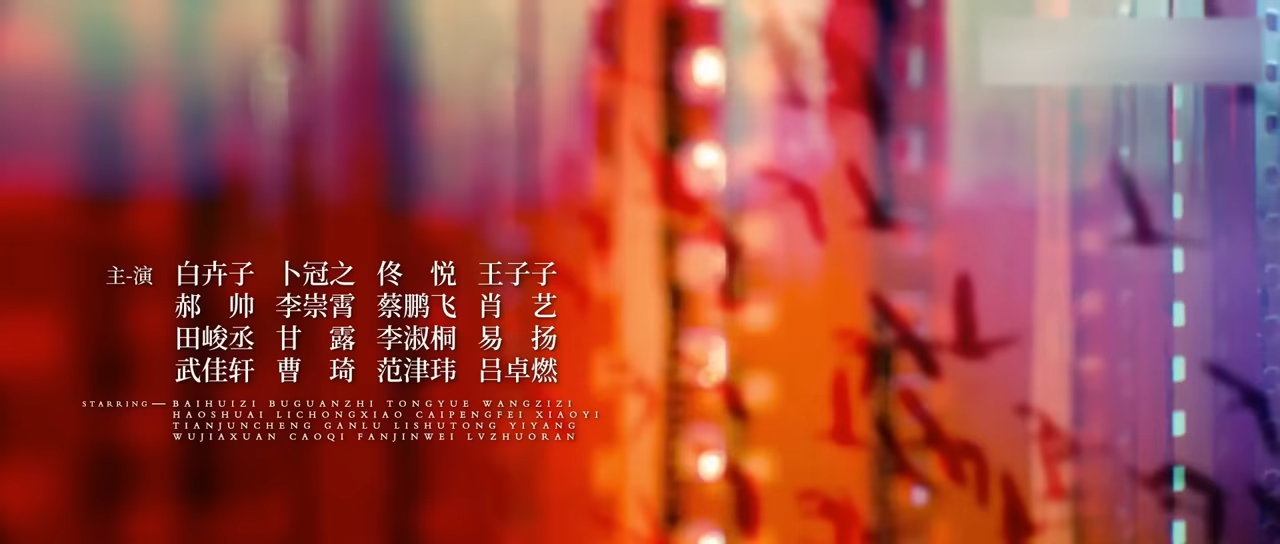 主-演 白卉子 卜冠之 佟 悦 王子子
郝 帅 李崇霄 蔡鹏飞 肖 艺
田峻丞 甘 露 李淑桐 易 扬
武佳轩 曹 琦 范津玮 吕卓燃
STARRING — BAIHUIZI BUGUANZHI TONGYUE WANGZIZI
HAOSHUAI LICHONGXIAO CAIPENGFEI XIAOYI
TIANJUNCHENG GANLU LISHUTONG YIYANG
WUJIAXUAN CAOQI FANJINWEI LVZHUORAN